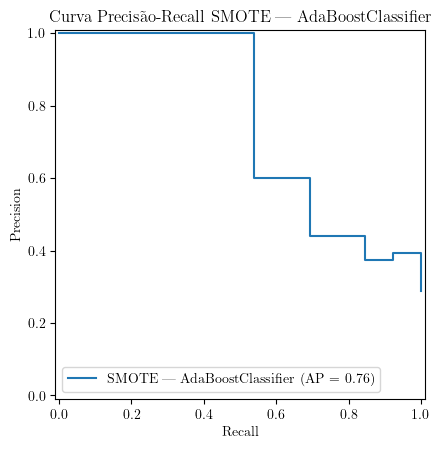 Curva Precisão-Recall SMOTE — AdaBoostClassifier
1.0
0.8
0.6
0.4
0.2
0.0
Precision
SMOTE — AdaBoostClassifier (AP = 0.76)
0.0 0.2 0.4 0.6 0.8 1.0
Recall